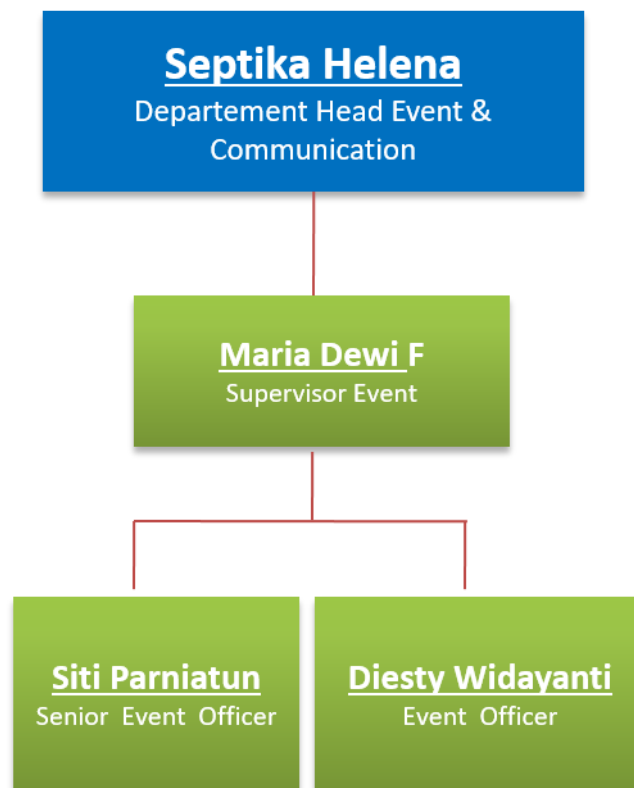 Septika Helena
Departement Head Event &
Communication
Maria Dewi F
Supervisor Event
Siti Parniatun
Senior Event Officer
Diesty Widayanti
Event Officer